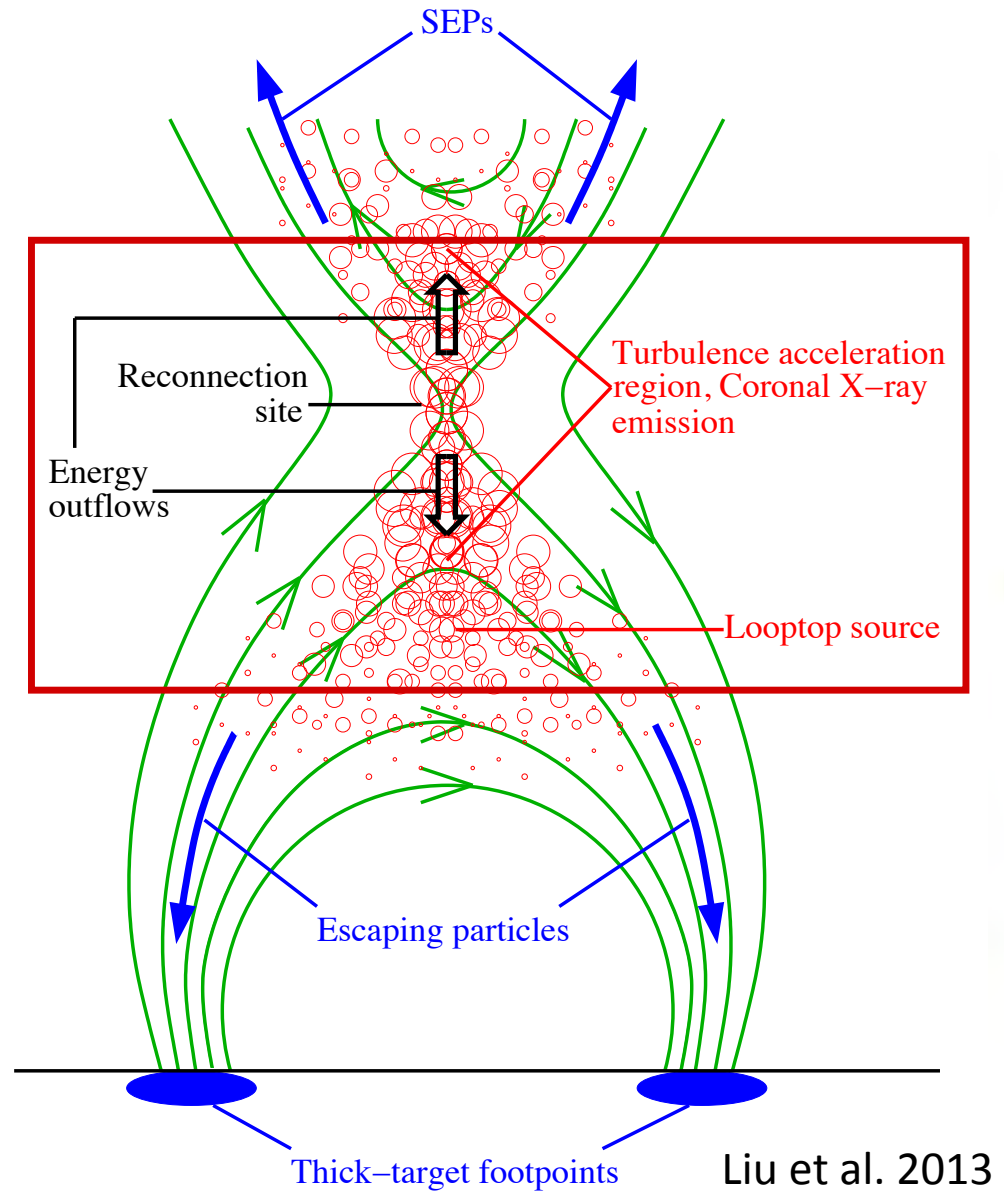 SEPs
Turbulence acceleration
region, Coronal X−ray
emission
Reconnection
site
Energy
outflows
Looptop source
Escaping particles
Thick−target footpoints
Liu et al. 2013